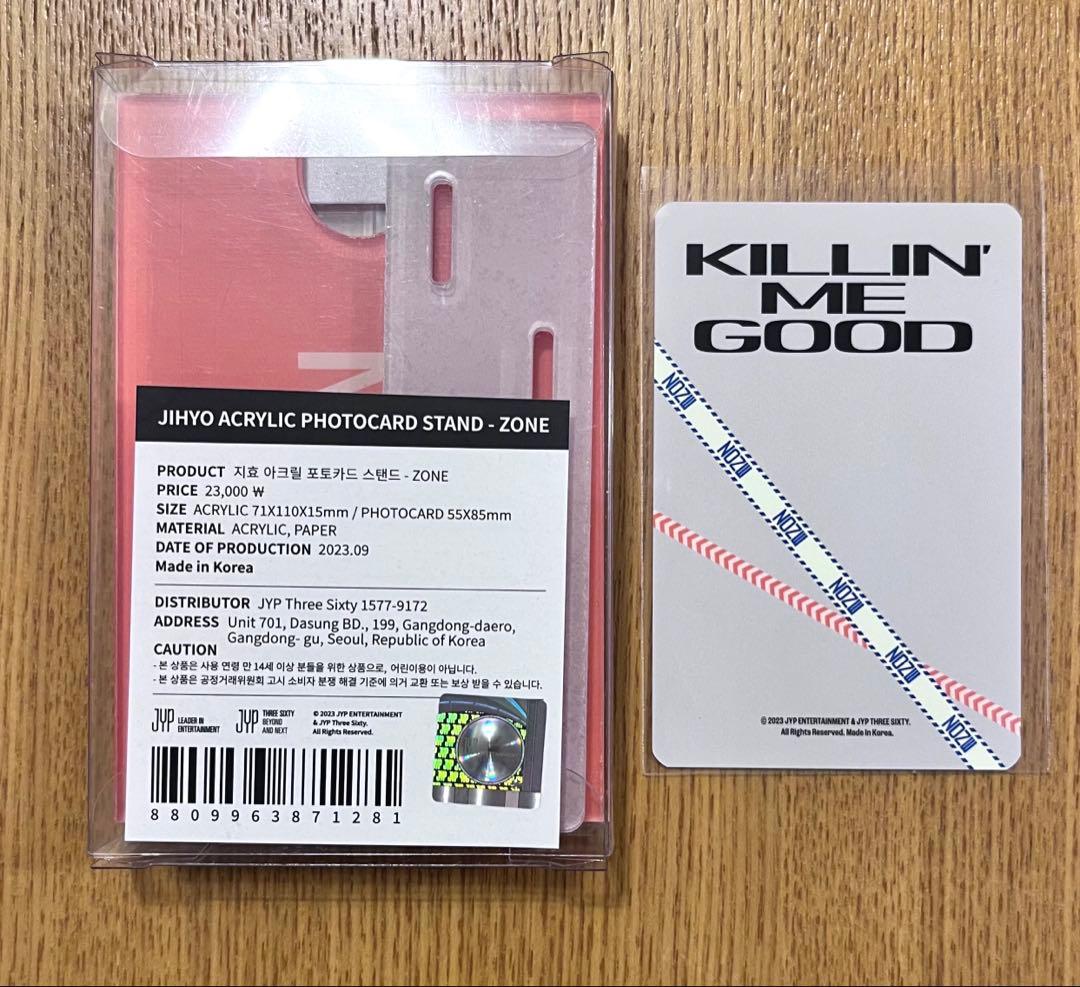 JIHYO ACRYLIC PHOTOCARD STAND - ZONE
PRODUCT 지효 아크릴 포토카드 스탠드 - ZONE
PRICE 23,000 ₩
SIZE ACRYLIC 71X110X15mm / PHOTOCARD 55X85mm
MATERIAL ACRYLIC, PAPER
DATE OF PRODUCTION 2023.09
Made in Korea
DISTRIBUTOR JYP Three Sixty 1577-9172
ADDRESS Unit 701, Dasung BD., 199, Gangdong-daero,
Gangdong- gu, Seoul, Republic of Korea
CAUTION
- 본 상품은 사용 연령 만 14세 이상 분들을 위한 상품으로, 어린이용이 아닙니다.
- 본 상품은 공정거래위원회 고시 소비자 분쟁 해결 기준에 의거 교환 또는 보상 받을 수 있습니다.
JYP LEADER IN
ENTERTAINMENT
JYP THREE SIXTY
BEYOND
AND NEXT
© 2023 JYP ENTERTAINMENT
& JYP Three Sixty.
All Rights Reserved.
8809963871281
KILLIN'
ME
GOOD
ZONE
ZONE
ZONE
ZONE
ZONE
ZONE
© 2023 JYP ENTERTAINMENT & JYP THREE SIXTY.
All Rights Reserved. Made in Korea.